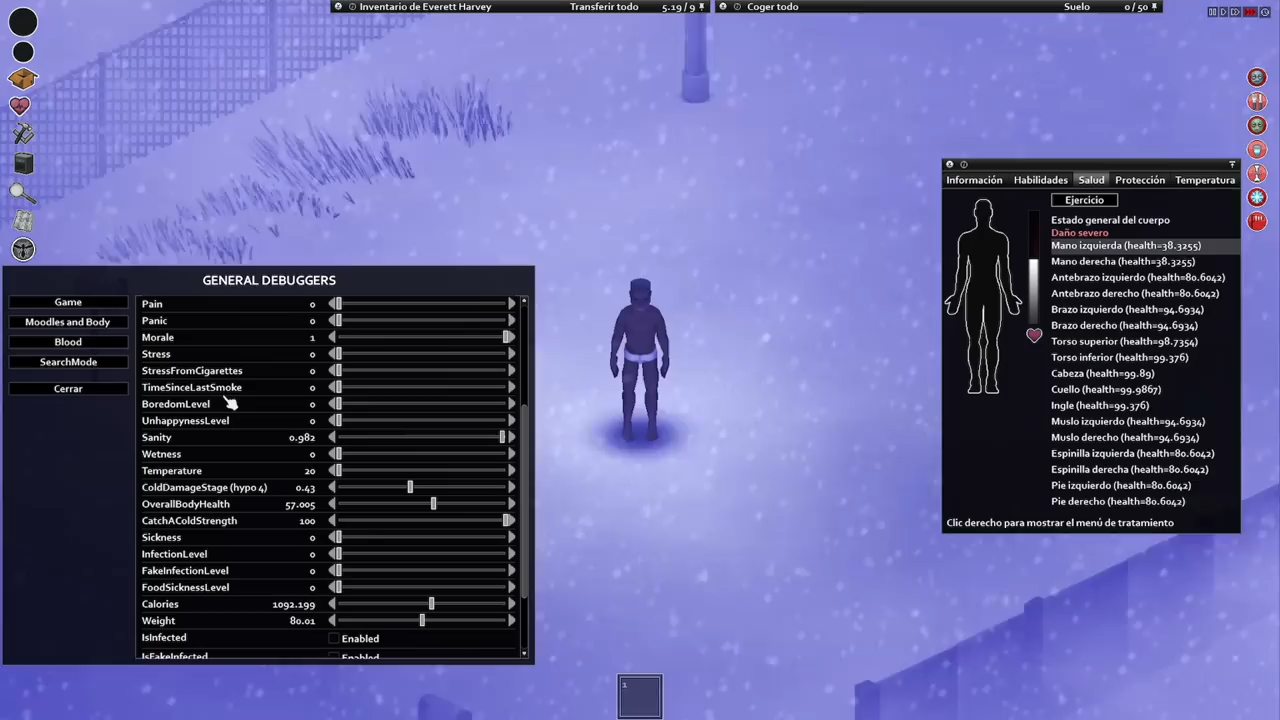 Inventario de Everett Harvey Transferir todo 5.19 / 9
Coger todo Suelo 0 / 50
Información Habilidades Salud Protección Temperatura
Ejercicio
Estado general del cuerpo
Daño severo
Mano izquierda (health=38.3255)
Mano derecha (health=38.3255)
Antebrazo izquierdo (health=80.6042)
Antebrazo derecho (health=80.6042)
Brazo izquierdo (health=94.6934)
Brazo derecho (health=94.6934)
Torso superior (health=98.7354)
Torso inferior (health=99.376)
Cabeza (health=99.89)
Cuello (health=99.9867)
Ingle (health=99.376)
Muslo izquierdo (health=94.6934)
Muslo derecho (health=94.6934)
Espinilla izquierda (health=80.6042)
Espinilla derecha (health=80.6042)
Pie izquierdo (health=80.6042)
Pie derecho (health=80.6042)
Clic derecho para mostrar el menú de tratamiento
GENERAL DEBUGGERS
Game
Moodles and Body
Blood
SearchMode
Cerrar
Pain 0
Panic 0
Morale 1
Stress 0
StressFromCigarettes 0
TimeSinceLastSmoke 0
BoredomLevel 0
UnhappynessLevel 0
Sanity 0.982
Wetness 0
Temperature 20
ColdDamageStage (hypo 4) 0.43
OverallBodyHealth 57.005
CatchAColdStrength 100
Sickness 0
InfectionLevel 0
FakeInfectionLevel 0
FoodSicknessLevel 0
Calories 1092.199
Weight 80.01
IsInfected Enabled
IsFakeInfected Enabled
1